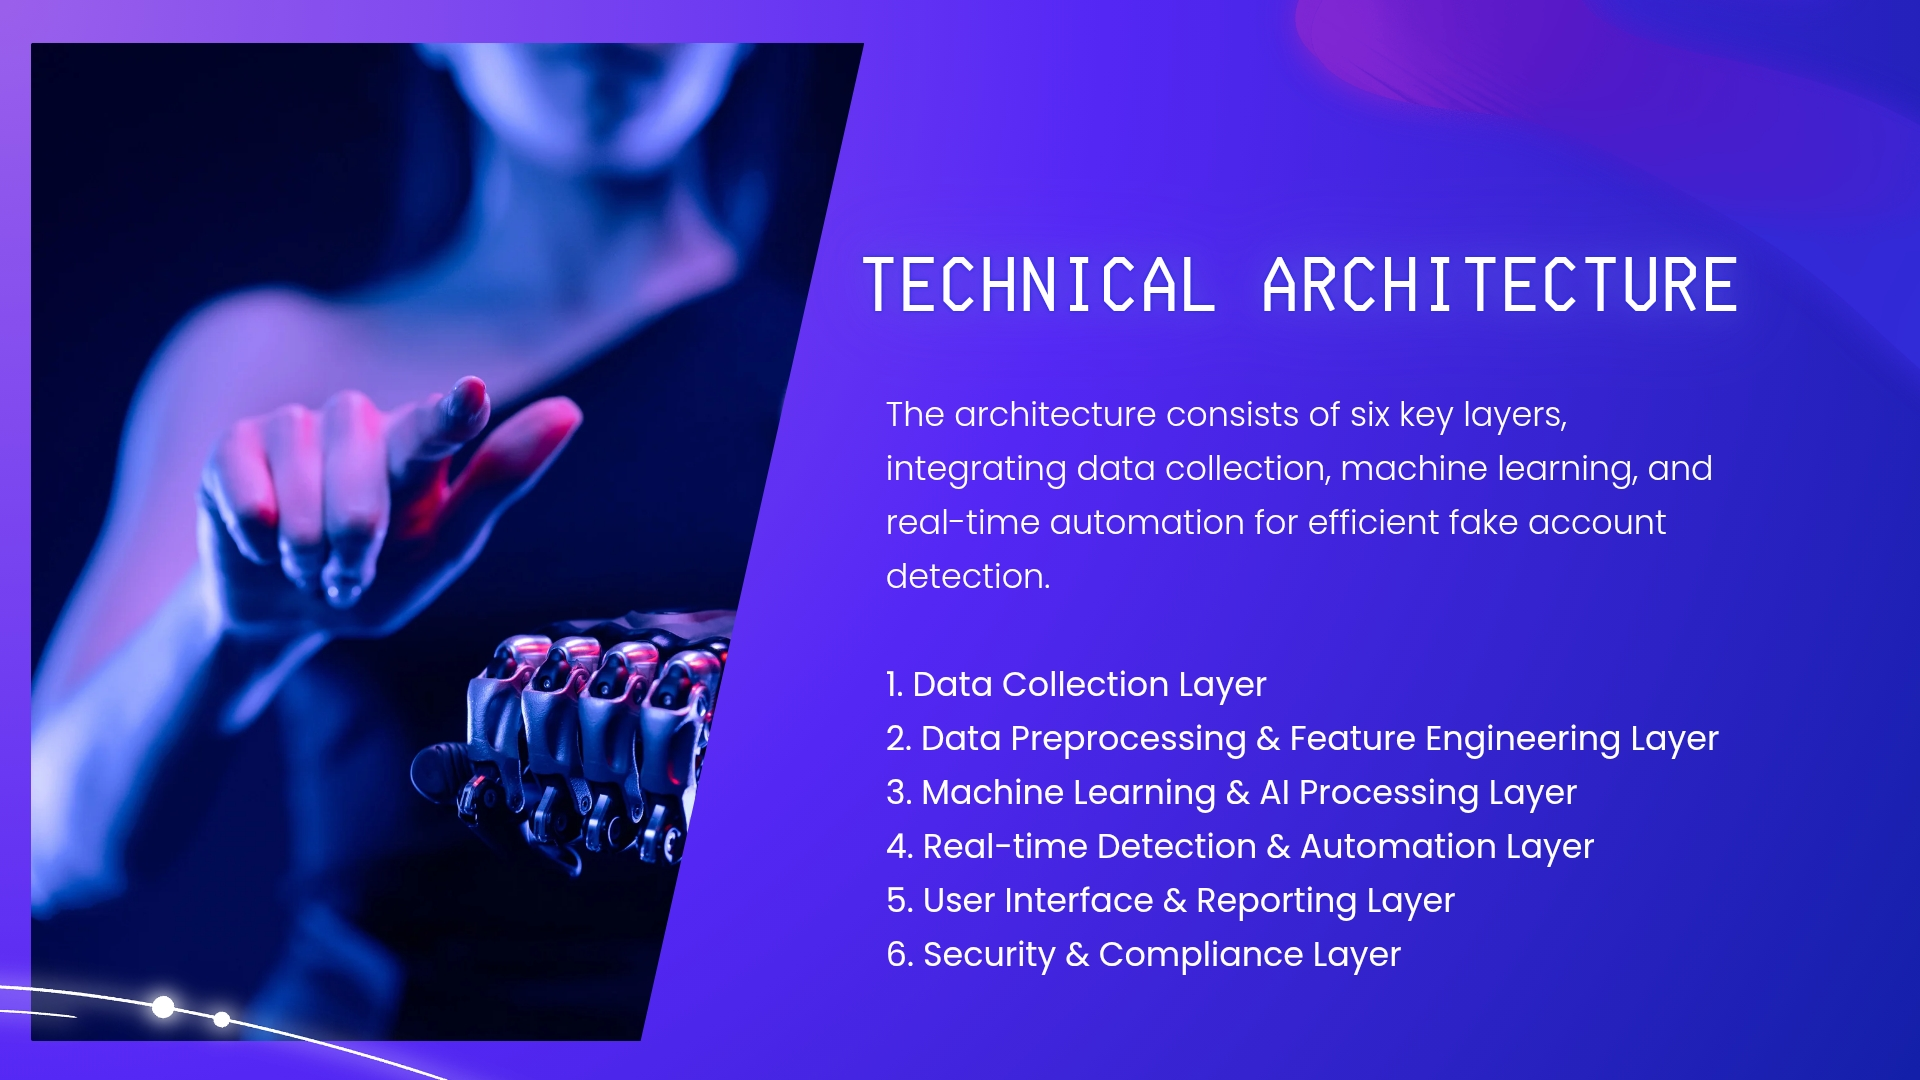 TECHNICAL ARCHITECTURE
The architecture consists of six key layers,
integrating data collection, machine learning, and
real-time automation for efficient fake account
detection.
1. Data Collection Layer
2. Data Preprocessing & Feature Engineering Layer
3. Machine Learning & AI Processing Layer
4. Real-time Detection & Automation Layer
5. User Interface & Reporting Layer
6. Security & Compliance Layer